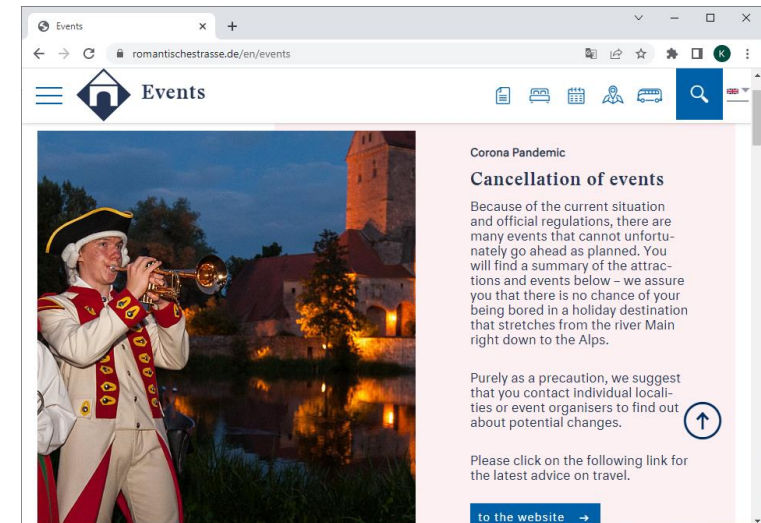 Events
romantischestrasse.de/en/events
K
Events
Corona Pandemic
Cancellation of events
Because of the current situation
and official regulations, there are
many events that cannot unfortu-
nately go ahead as planned. You
will find a summary of the attrac-
tions and events below – we assure
you that there is no chance of your
being bored in a holiday destination
that stretches from the river Main
right down to the Alps.
Purely as a precaution, we suggest
that you contact individual locali-
ties or event organisers to find out
about potential changes.
Please click on the following link for
the latest advice on travel.
to the website →